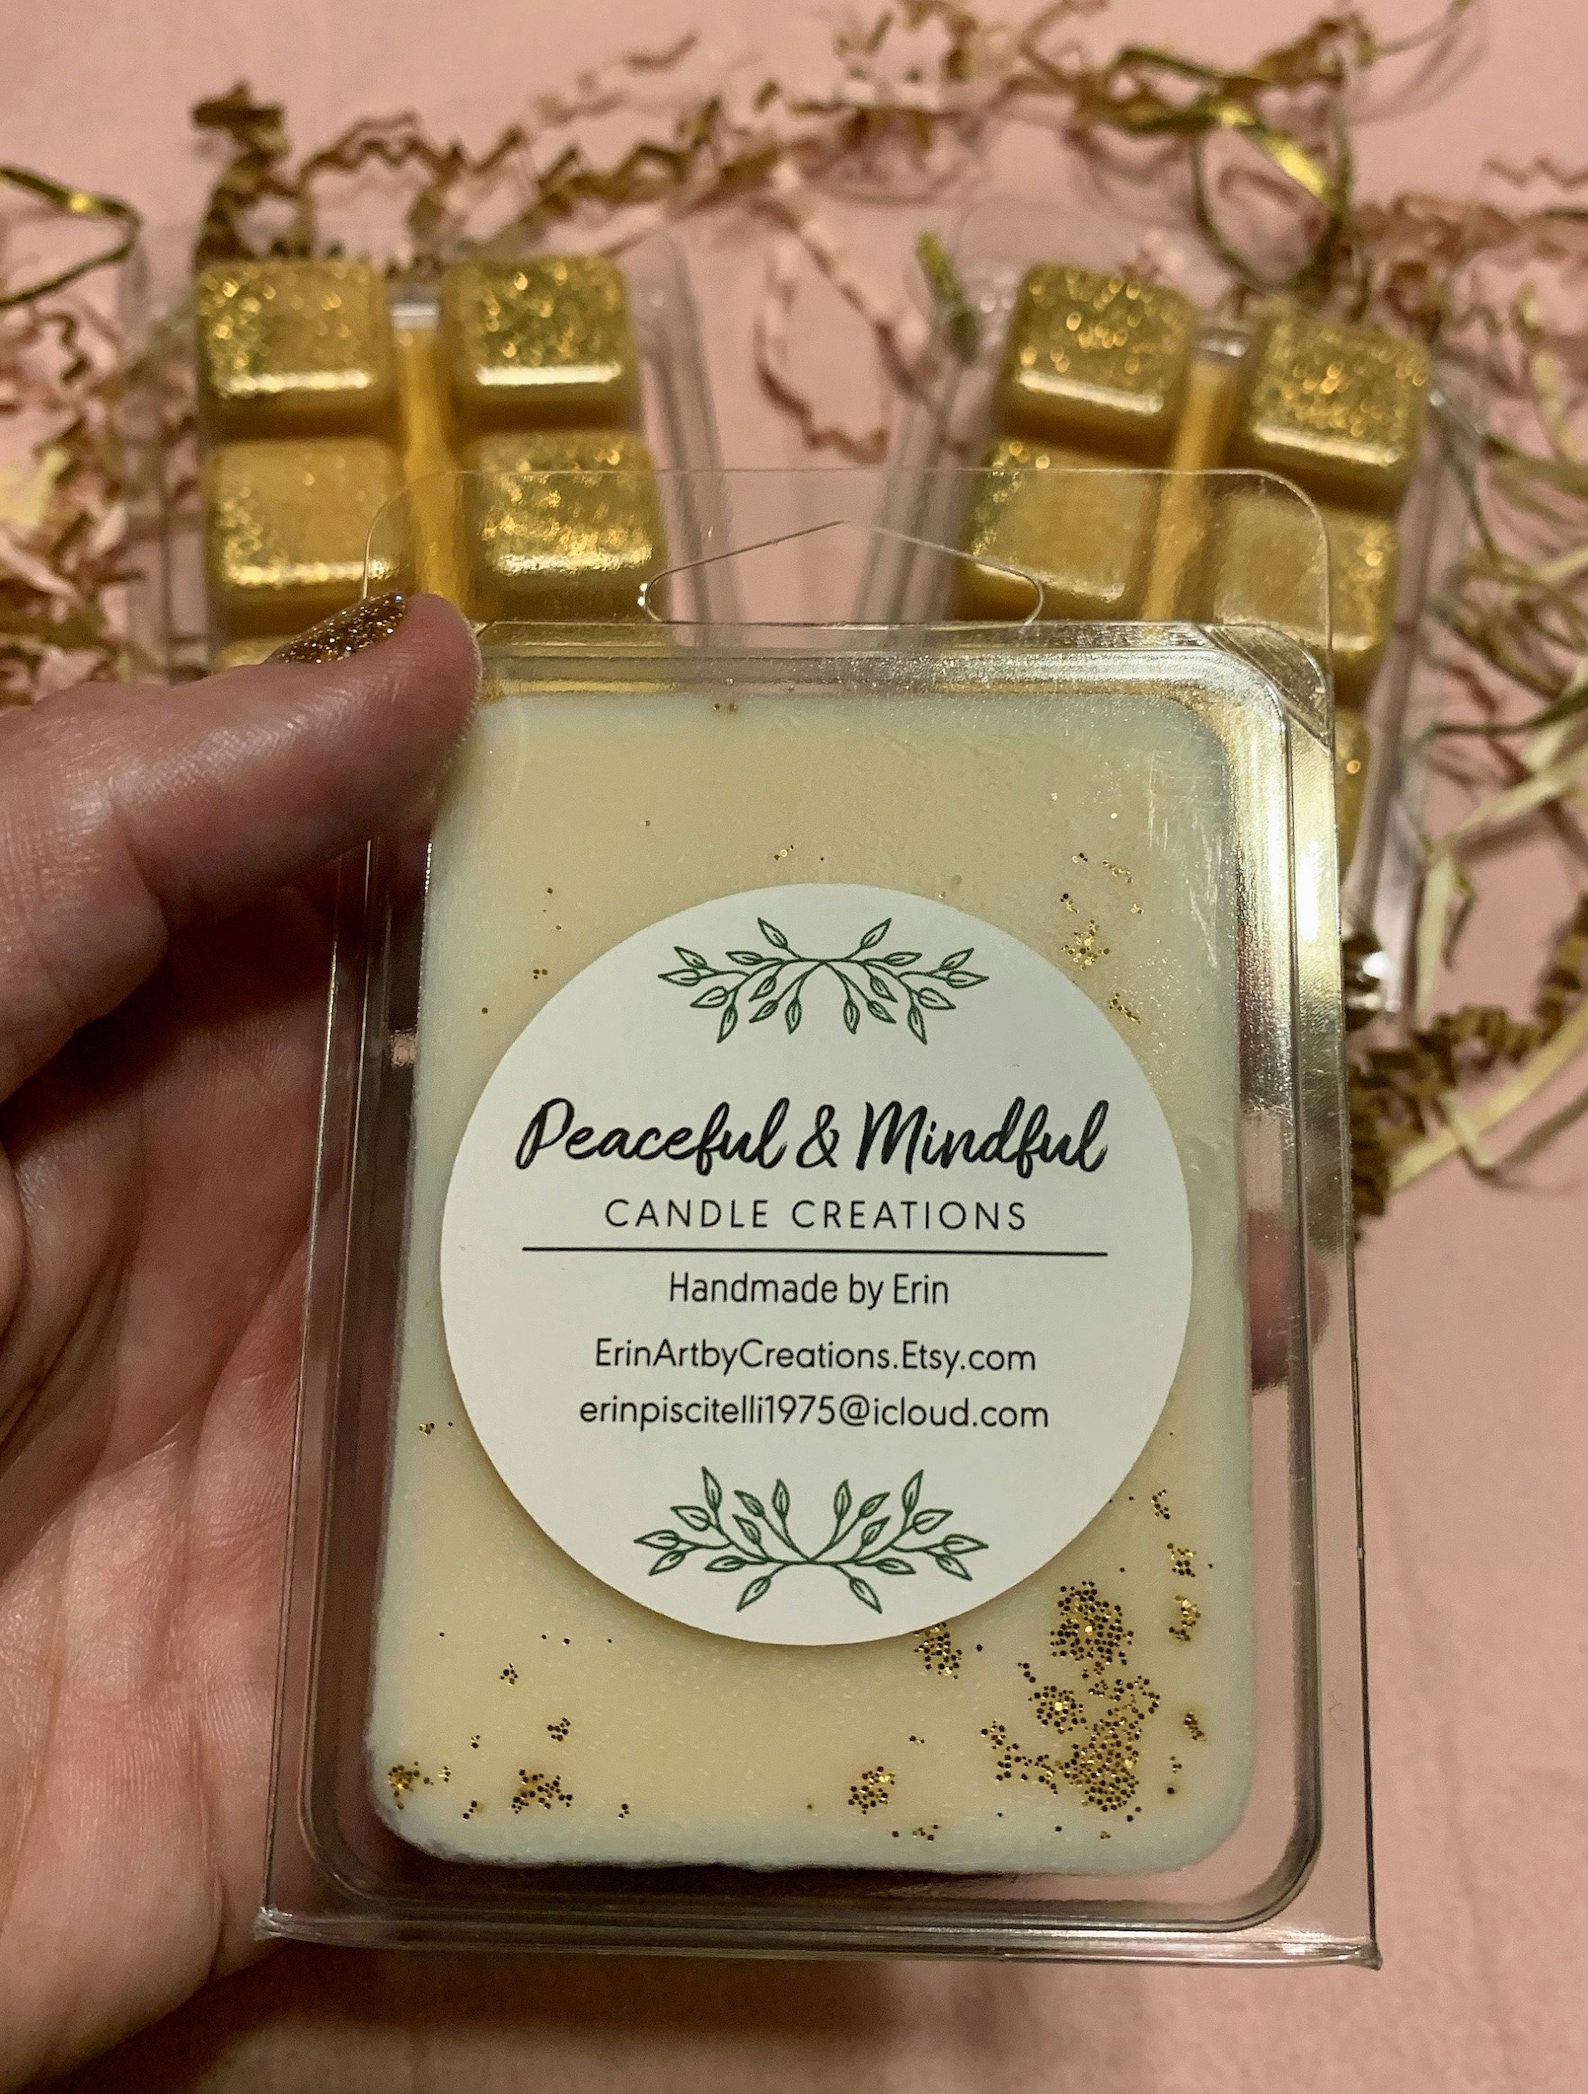 Peaceful & Mindful
CANDLE CREATIONS
Handmade by Erin
ErinArtbyCreations.Etsy.com
erinpiscitelli1975@icloud.com